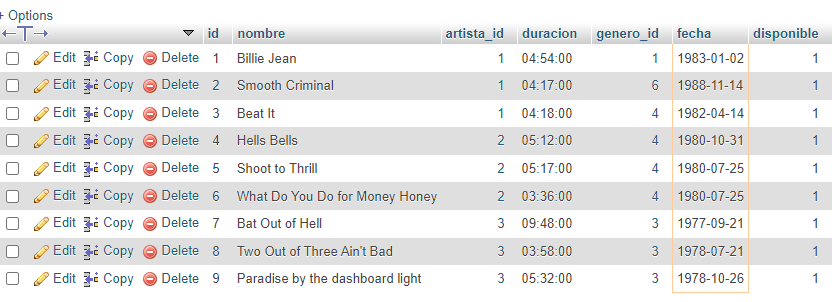 + Options
←T→ ▼ id nombre artista_id duracion genero_id fecha disponible
Edit Copy Delete 1 Billie Jean 1 04:54:00 1 1983-01-02 1
Edit Copy Delete 2 Smooth Criminal 1 04:17:00 6 1988-11-14 1
Edit Copy Delete 3 Beat It 1 04:18:00 4 1982-04-14 1
Edit Copy Delete 4 Hells Bells 2 05:12:00 4 1980-10-31 1
Edit Copy Delete 5 Shoot to Thrill 2 05:17:00 4 1980-07-25 1
Edit Copy Delete 6 What Do You Do for Money Honey 2 03:36:00 4 1980-07-25 1
Edit Copy Delete 7 Bat Out of Hell 3 09:48:00 3 1977-09-21 1
Edit Copy Delete 8 Two Out of Three Ain't Bad 3 03:58:00 3 1978-07-21 1
Edit Copy Delete 9 Paradise by the dashboard light 3 05:32:00 3 1978-10-26 1